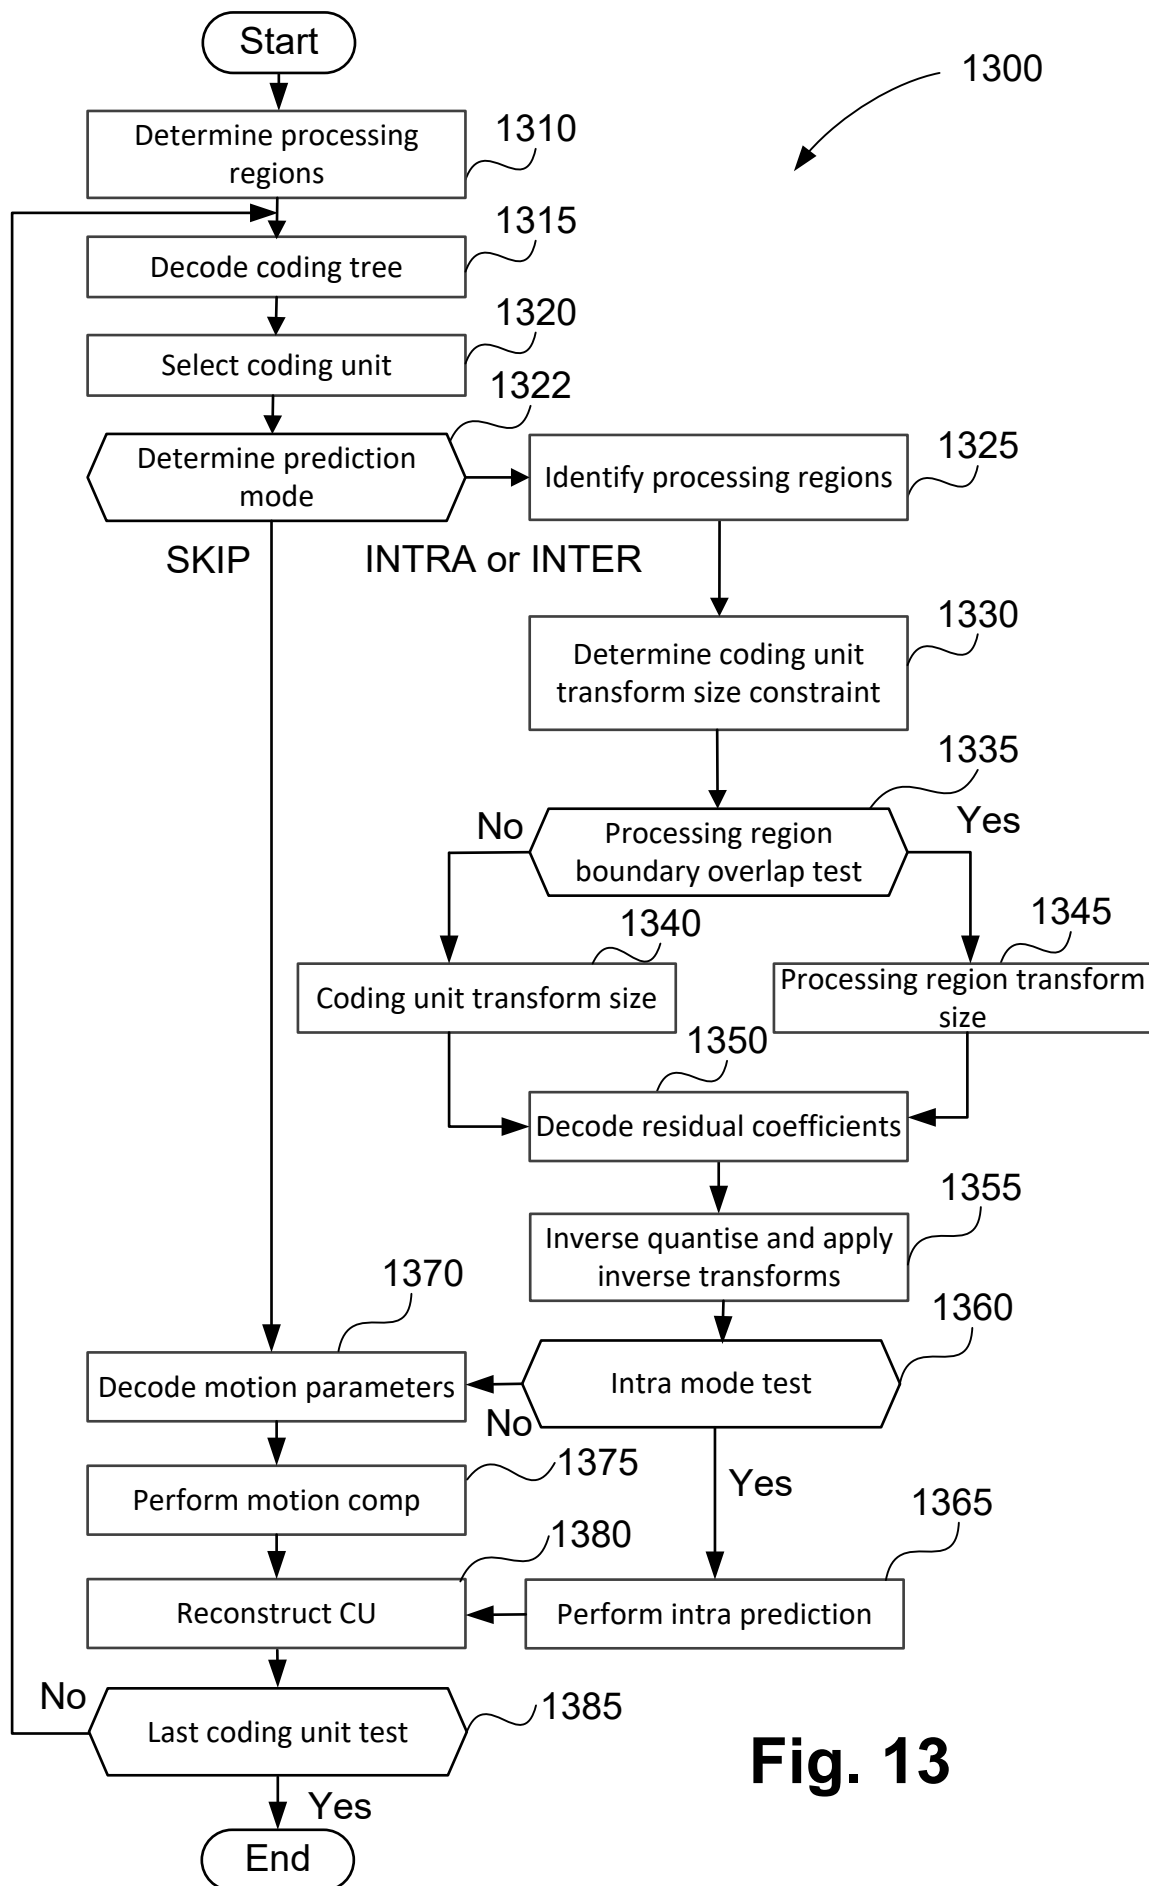 Start
1300
Determine processing
regions
1310
1315
Decode coding tree
1320
Select coding unit
1322
Determine prediction
mode
1325
Identify processing regions
SKIP
INTRA or INTER
1330
Determine coding unit
transform size constraint
1335
No
Processing region
boundary overlap test
Yes
1340
1345
Coding unit transform size
Processing region transform
size
1350
Decode residual coefficients
1355
Inverse quantise and apply
inverse transforms
1370
1360
Decode motion parameters
Intra mode test
No
1375
Perform motion comp
Yes
1365
1380
Reconstruct CU
Perform intra prediction
No
Last coding unit test
1385
Fig. 13
Yes
End